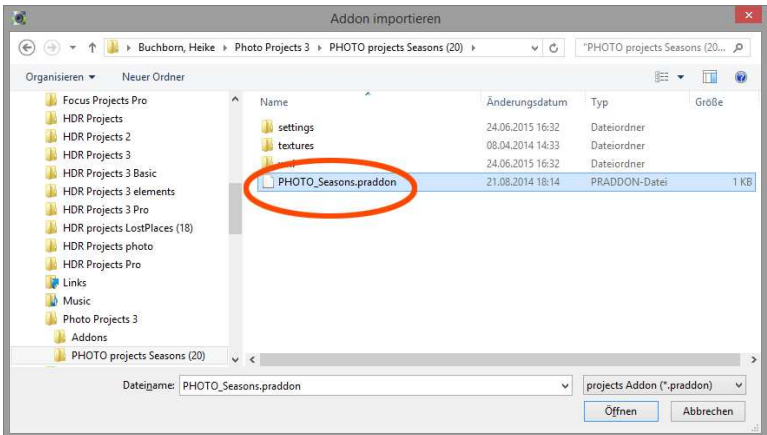 Addon importieren
Buchborn, Heike
Photo Projects 3
PHOTO projects Seasons (20)
"PHOTO projects Seasons (20...
Organisieren
Neuer Ordner
Focus Projects Pro
HDR Projects
HDR Projects 2
HDR Projects 3
HDR Projects 3 Basic
HDR Projects 3 elements
HDR Projects 3 Pro
HDR projects LostPlaces (18)
HDR Projects photo
HDR Projects Pro
Links
Music
Photo Projects 3
Addons
PHOTO projects Seasons (20)
Name Änderungsdatum Typ Größe
settings 24.06.2015 16:32 Dateiordner
textures 08.04.2014 14:33 Dateiordner
24.06.2015 16:32 Dateiordner
PHOTO_Seasons.praddon 21.08.2014 18:14 PRADDON-Datei 1 KB
Dateiname: PHOTO_Seasons.praddon
projects Addon (*.praddon)
Öffnen Abbrechen